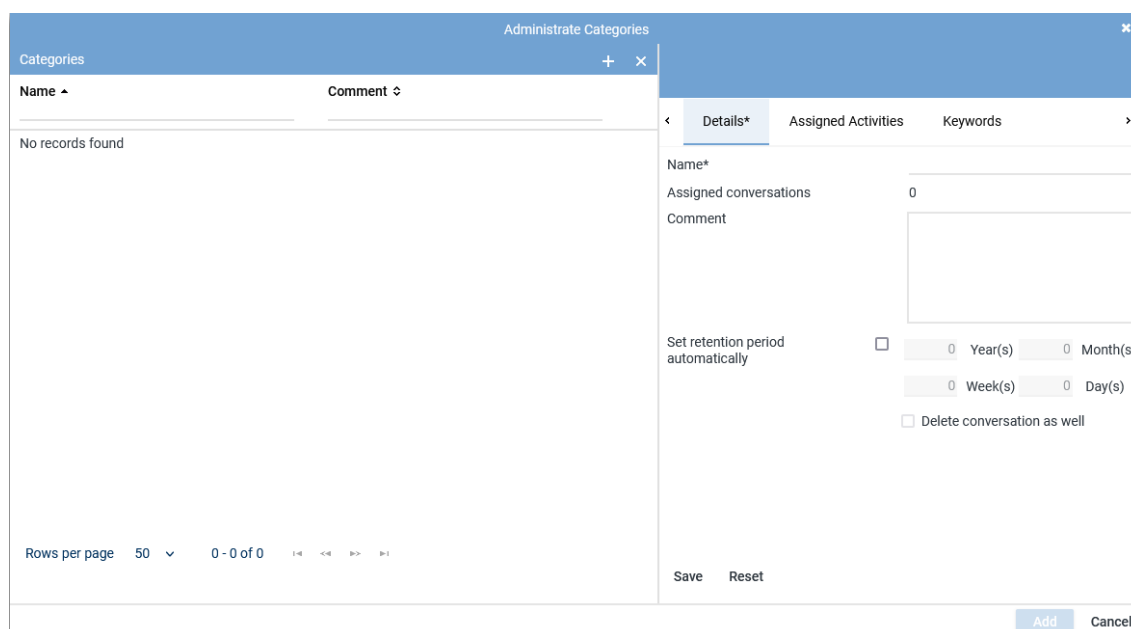 Administrate Categories
Categories
Name
Comment
No records found
Rows per page 50 0 - 0 of 0
Details*
Assigned Activities
Keywords
Name*
Assigned conversations 0
Comment
Set retention period
automatically
0 Year(s) 0 Month(s
0 Week(s) 0 Day(s)
Delete conversation as well
Save Reset
Add Cancel